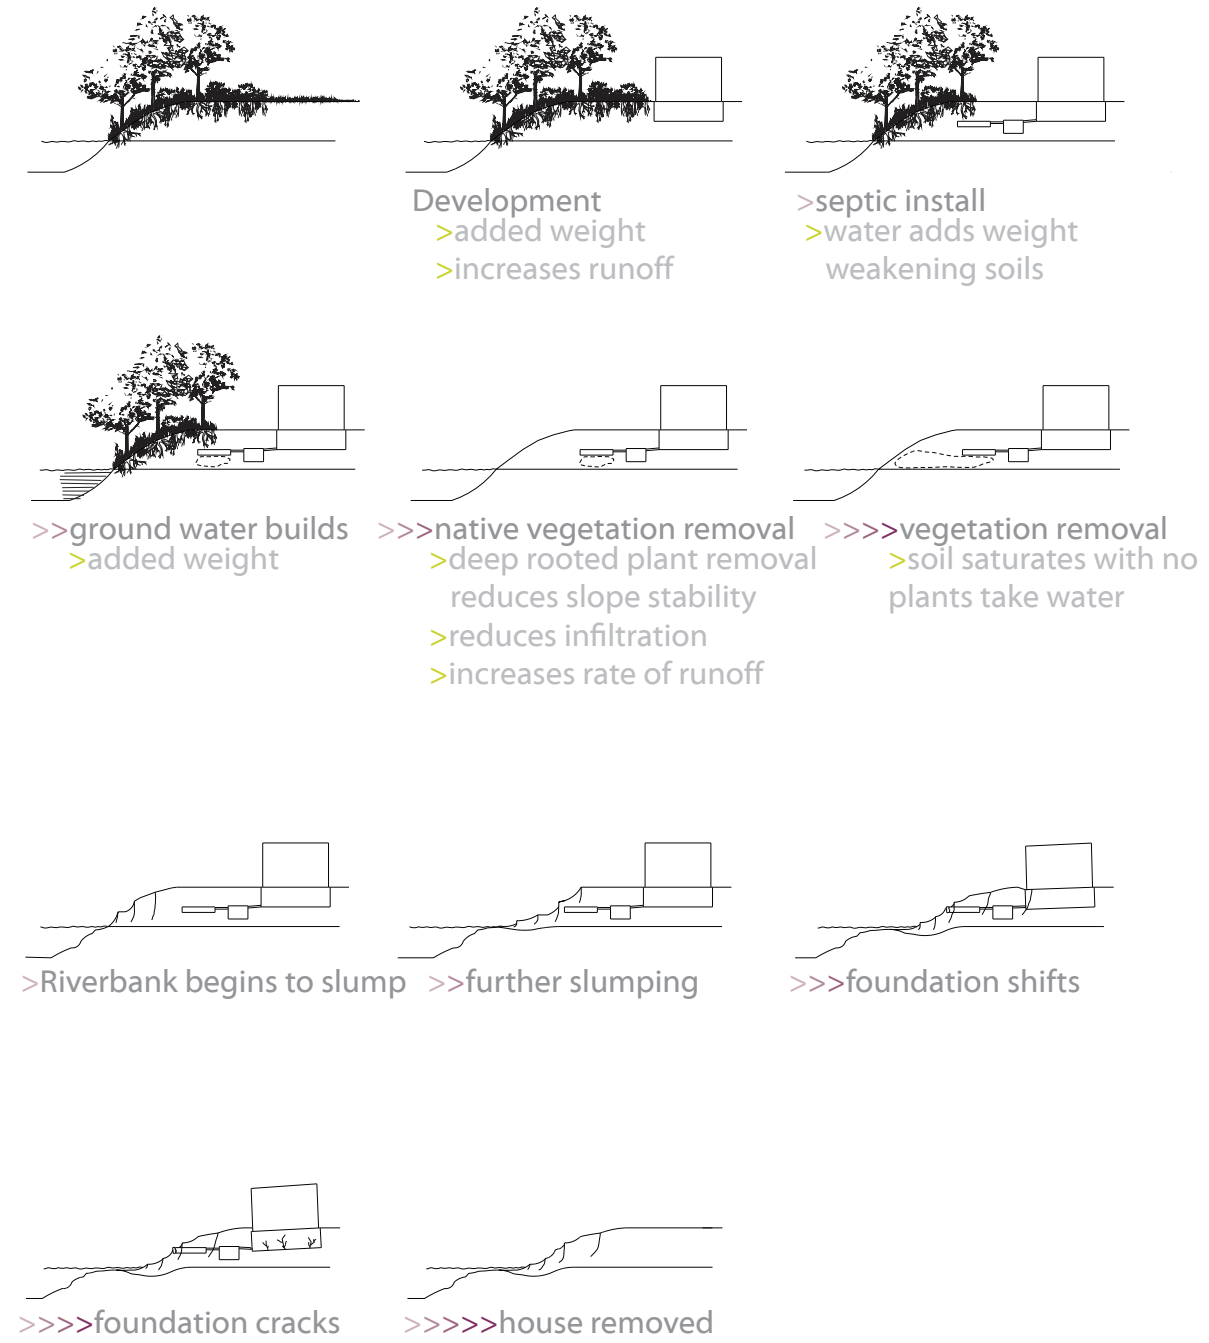 Development
>added weight
>increases runoff
>septic install
>water adds weight
weakening soils
>>ground water builds
>added weight
>>>native vegetation removal
>deep rooted plant removal
reduces slope stability
>reduces infiltration
>increases rate of runoff
>>>>vegetation removal
>soil saturates with no
plants take water
>Riverbank begins to slump
>>further slumping
>>>foundation shifts
>>>>foundation cracks
>>>>>house removed